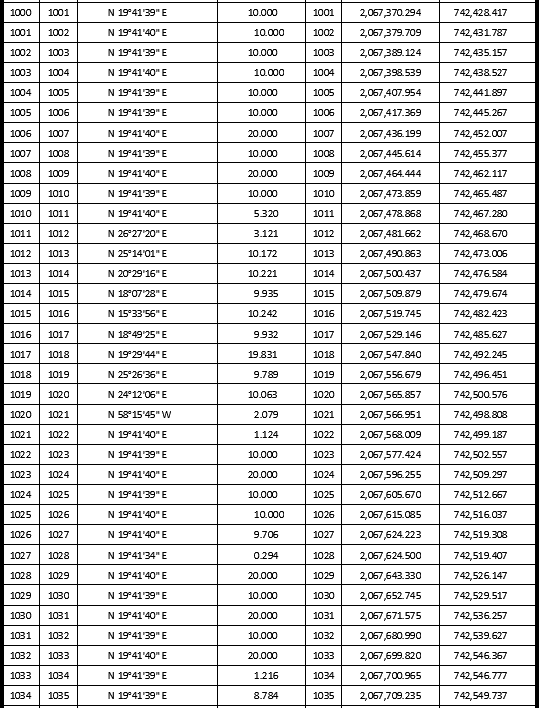 1000 1001 N 19°41'39" E 10.000 1001 2,067,370.294 742,428.417
1001 1002 N 19°41'40" E 10.000 1002 2,067,379.709 742,431.787
1002 1003 N 19°41'39" E 10.000 1003 2,067,389.124 742,435.157
1003 1004 N 19°41'40" E 10.000 1004 2,067,398.539 742,438.527
1004 1005 N 19°41'39" E 10.000 1005 2,067,407.954 742,441.897
1005 1006 N 19°41'39" E 10.000 1006 2,067,417.369 742,445.267
1006 1007 N 19°41'40" E 20.000 1007 2,067,436.199 742,452.007
1007 1008 N 19°41'39" E 10.000 1008 2,067,445.614 742,455.377
1008 1009 N 19°41'40" E 20.000 1009 2,067,464.444 742,462.117
1009 1010 N 19°41'39" E 10.000 1010 2,067,473.859 742,465.487
1010 1011 N 19°41'40" E 5.320 1011 2,067,478.868 742,467.280
1011 1012 N 26°27'20" E 3.121 1012 2,067,481.662 742,468.670
1012 1013 N 25°14'01" E 10.172 1013 2,067,490.863 742,473.006
1013 1014 N 20°29'16" E 10.221 1014 2,067,500.437 742,476.584
1014 1015 N 18°07'28" E 9.935 1015 2,067,509.879 742,479.674
1015 1016 N 15°33'56" E 10.242 1016 2,067,519.745 742,482.423
1016 1017 N 18°49'25" E 9.932 1017 2,067,529.146 742,485.627
1017 1018 N 19°29'44" E 19.831 1018 2,067,547.840 742,492.245
1018 1019 N 25°26'36" E 9.789 1019 2,067,556.679 742,496.451
1019 1020 N 24°12'06" E 10.063 1020 2,067,565.857 742,500.576
1020 1021 N 58°15'45" W 2.079 1021 2,067,566.951 742,498.808
1021 1022 N 19°41'40" E 1.124 1022 2,067,568.009 742,499.187
1022 1023 N 19°41'39" E 10.000 1023 2,067,577.424 742,502.557
1023 1024 N 19°41'40" E 20.000 1024 2,067,596.255 742,509.297
1024 1025 N 19°41'39" E 10.000 1025 2,067,605.670 742,512.667
1025 1026 N 19°41'40" E 10.000 1026 2,067,615.085 742,516.037
1026 1027 N 19°41'40" E 9.706 1027 2,067,624.223 742,519.308
1027 1028 N 19°41'34" E 0.294 1028 2,067,624.500 742,519.407
1028 1029 N 19°41'40" E 20.000 1029 2,067,643.330 742,526.147
1029 1030 N 19°41'39" E 10.000 1030 2,067,652.745 742,529.517
1030 1031 N 19°41'40" E 20.000 1031 2,067,671.575 742,536.257
1031 1032 N 19°41'39" E 10.000 1032 2,067,680.990 742,539.627
1032 1033 N 19°41'40" E 20.000 1033 2,067,699.820 742,546.367
1033 1034 N 19°41'39" E 1.216 1034 2,067,700.965 742,546.777
1034 1035 N 19°41'39" E 8.784 1035 2,067,709.235 742,549.737